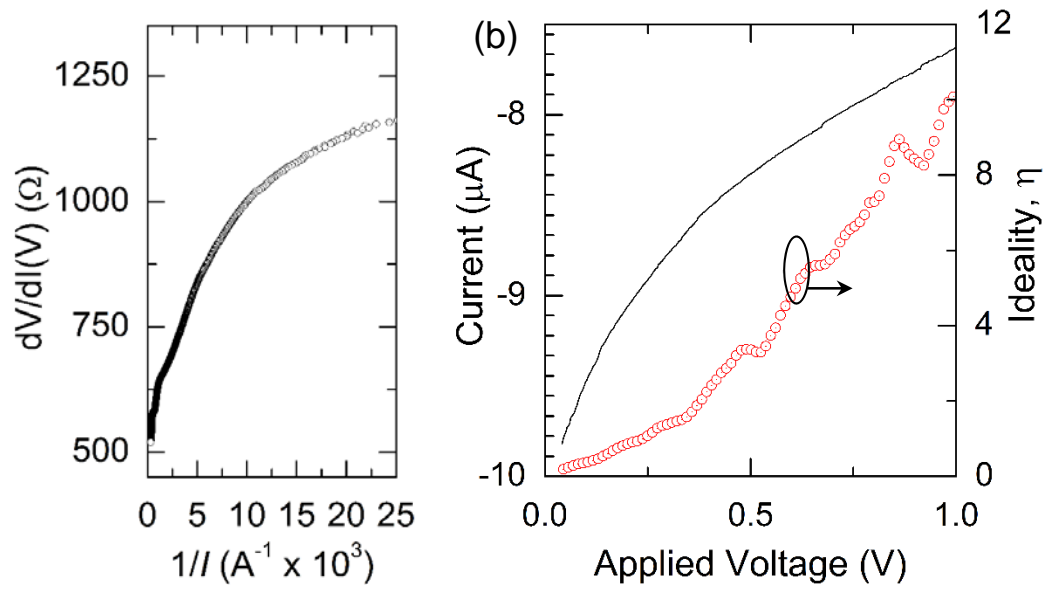 dV/dI(V) (Ω)
1250
1000
750
500
0 5 10 15 20 25
1/I (A⁻¹ x 10³)
(b)
Current (μA)
-8
-9
-10
0.0 0.5 1.0
Applied Voltage (V)
12
8
4
0
Ideality, η